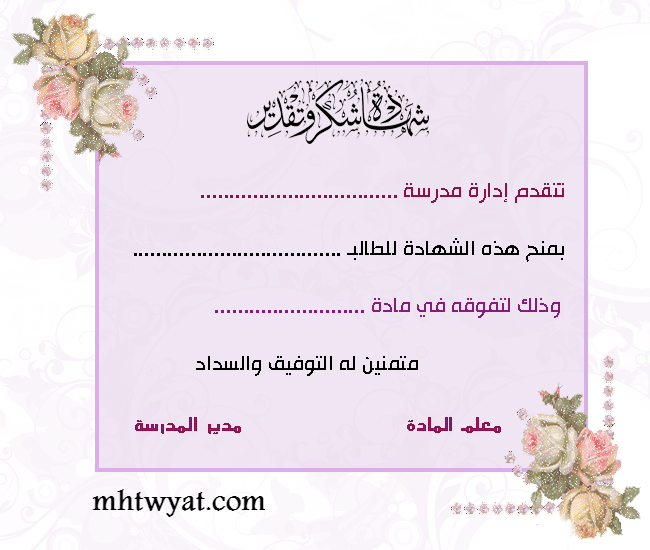 شهادة شكر وتقدير
تتقدم إدارة مدرسة .................................
بمنح هذه الشهادة للطالبـ ...................................
وذلك لتفوقه في مادة .........................
متمنين له التوفيق والسداد
معلم المادة مدير المدرسة
mhtwyat.com